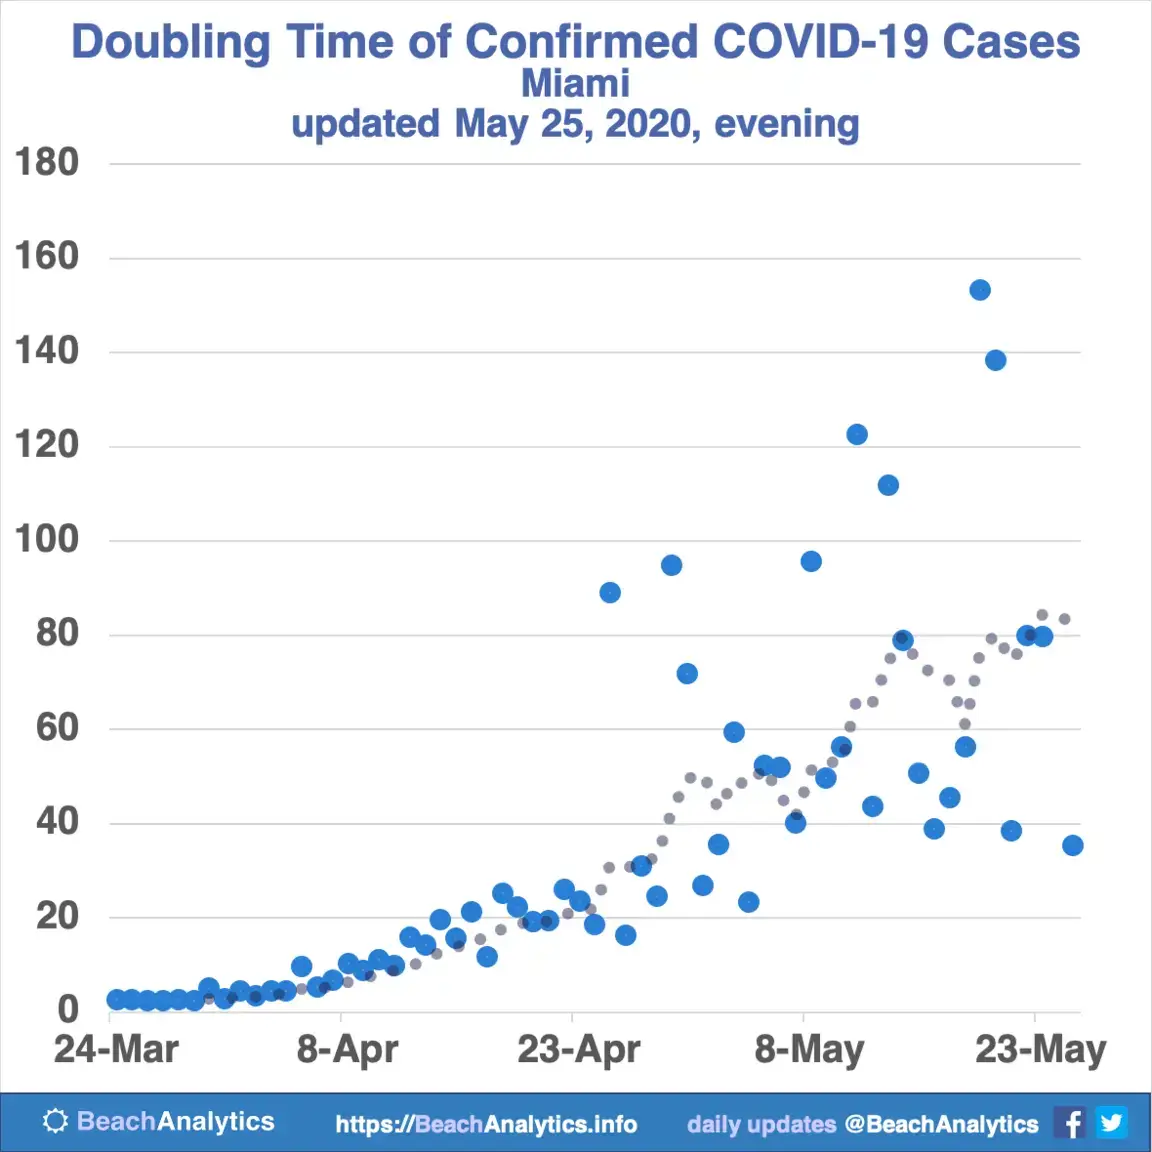 Doubling Time of Confirmed COVID-19 Cases
Miami
updated May 25, 2020, evening
180
160
140
120
100
80
60
40
20
0
24-Mar 8-Apr 23-Apr 8-May 23-May
BeachAnalytics https://BeachAnalytics.info daily updates @BeachAnalytics